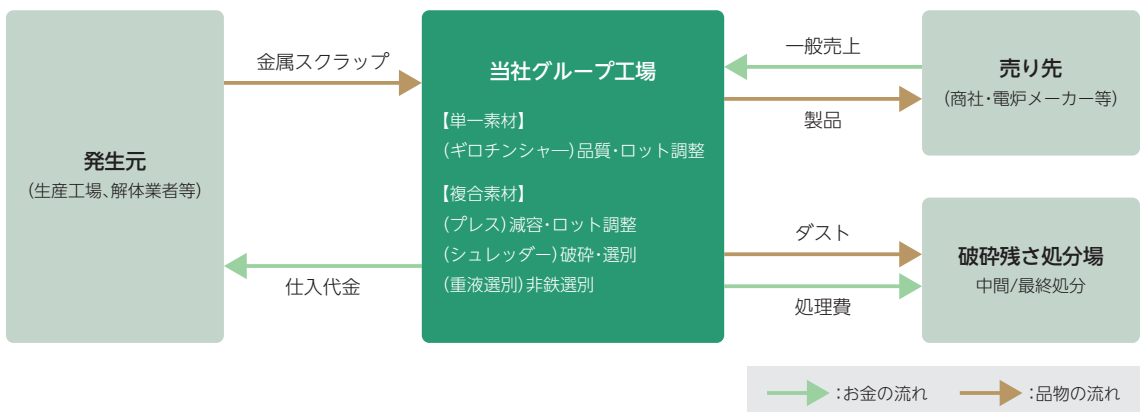 発生元
(生産工場、解体業者等)
金属スクラップ
仕入代金
当社グループ工場
【単一素材】
(ギロチンシャー)品質・ロット調整
【複合素材】
(プレス)減容・ロット調整
(シュレッダー)破砕・選別
(重液選別)非鉄選別
一般売上
製品
売り先
(商社・電炉メーカー等)
ダスト
処理費
破砕残さ処分場
中間/最終処分
:お金の流れ
:品物の流れ